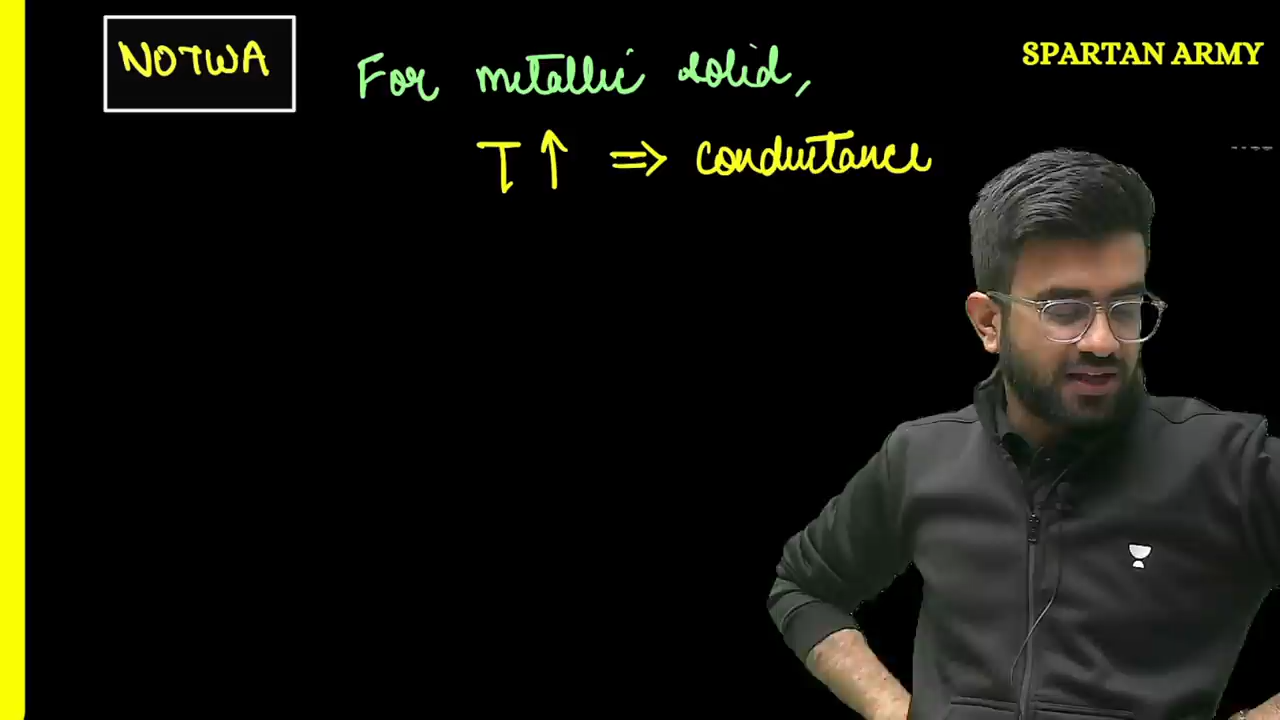 NOTWA
For metallic solid,
SPARTAN ARMY
T ↑ ⇒ conductance